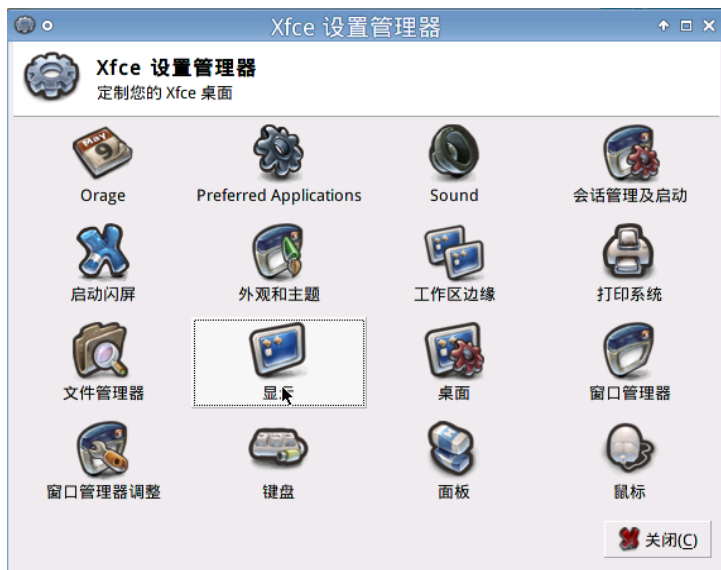 Xfce 设置管理器
Xfce 设置管理器
定制您的 Xfce 桌面
May
9
Orage
Preferred Applications
Sound
会话管理及启动
启动闪屏
外观和主题
工作区边缘
打印系统
文件管理器
显示
桌面
窗口管理器
窗口管理器调整
键盘
面板
鼠标
关闭(C)